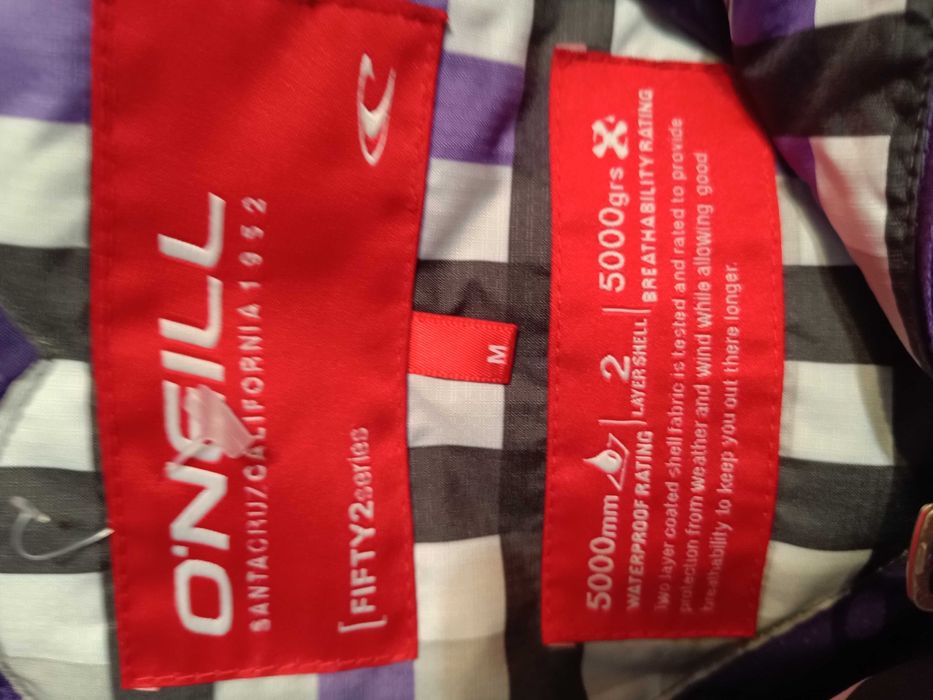 O'NEILL
SANTA CRUZ/CALIFORNIA 1952
[FIFTY2series
M
5000mm 2 5000grs
WATERPROOF RATING LAYER SHELL BREATHABILITY RATING
Two layer coated shell fabric is tested and rated to provide
protection from weather and wind while allowing good
breathability to keep you out there longer.